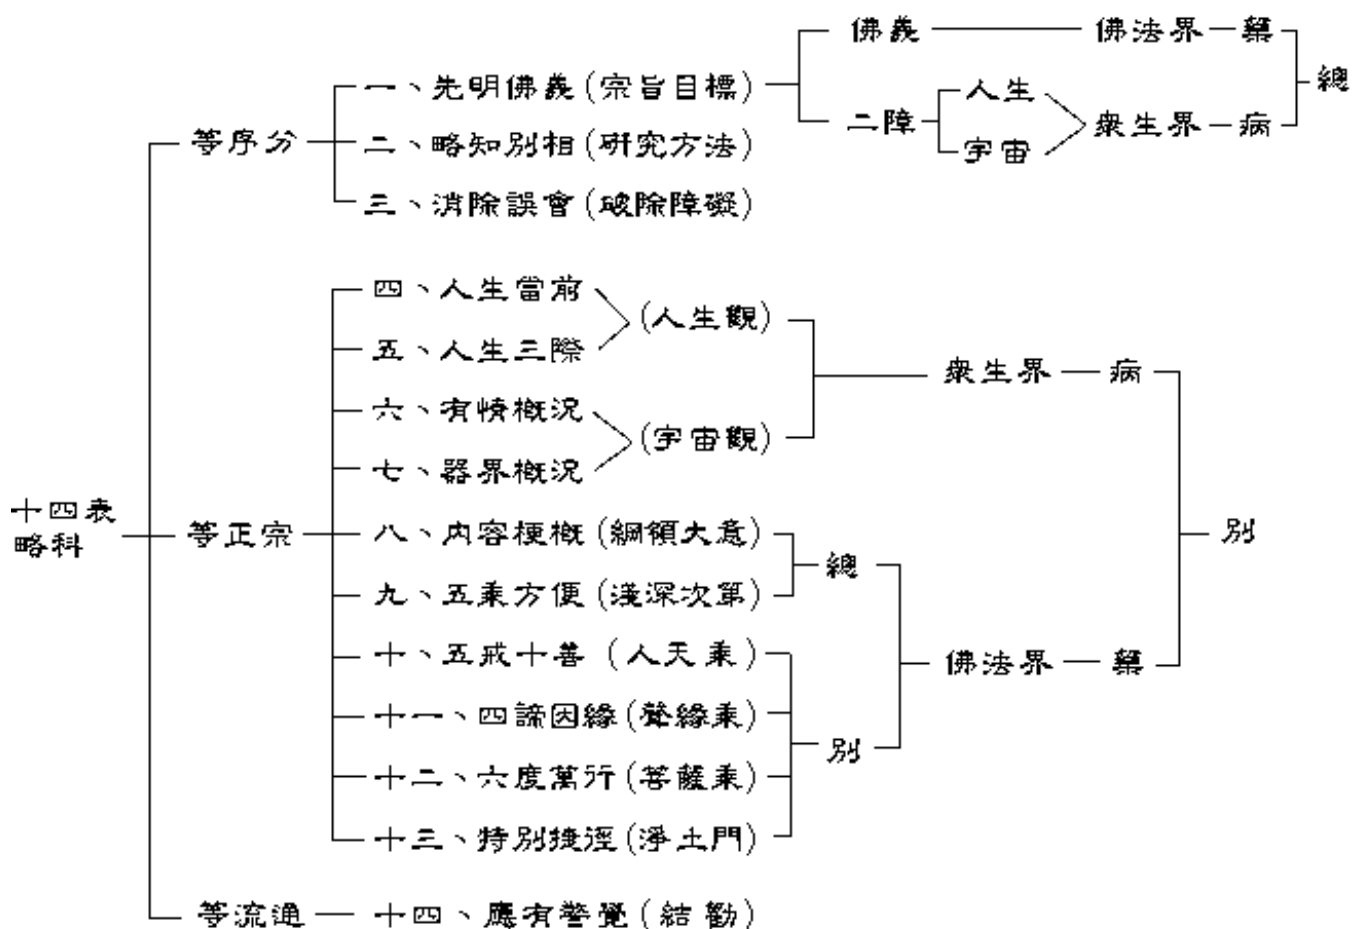 十四表
略科
等序分
一、先明佛義(宗旨目標)
佛義
佛法界
藥
二障
人生
宇宙
衆生界
病
總
二、略知別相(研究方法)
三、消除誤會(破除障礙)
等正宗
四、人生當前
五、人生三際
(人生觀)
六、有情概況
七、器界概況
(宇宙觀)
衆生界
病
八、內容梗概(綱領大意)
九、五乘方便(淺深次第)
總
十、五戒十善(人天乘)
十一、四諦因緣(聲緣乘)
十二、六度萬行(菩薩乘)
十三、特別捷徑(淨土門)
別
佛法界
藥
別
等流通
十四、應有警覺(結勸)